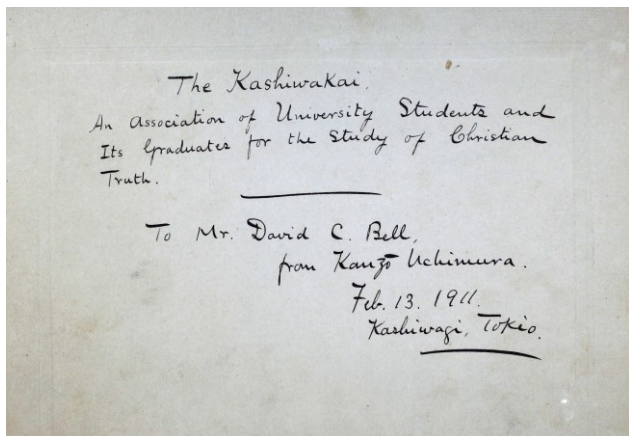 The Kashiwakai.
An Association of University Students and
Its Graduates for the Study of Christian
Truth.
To Mr. David C. Bell,
from Kanzō Uchimura.
Feb. 13. 1911.
Kashiwagi, Tokio.